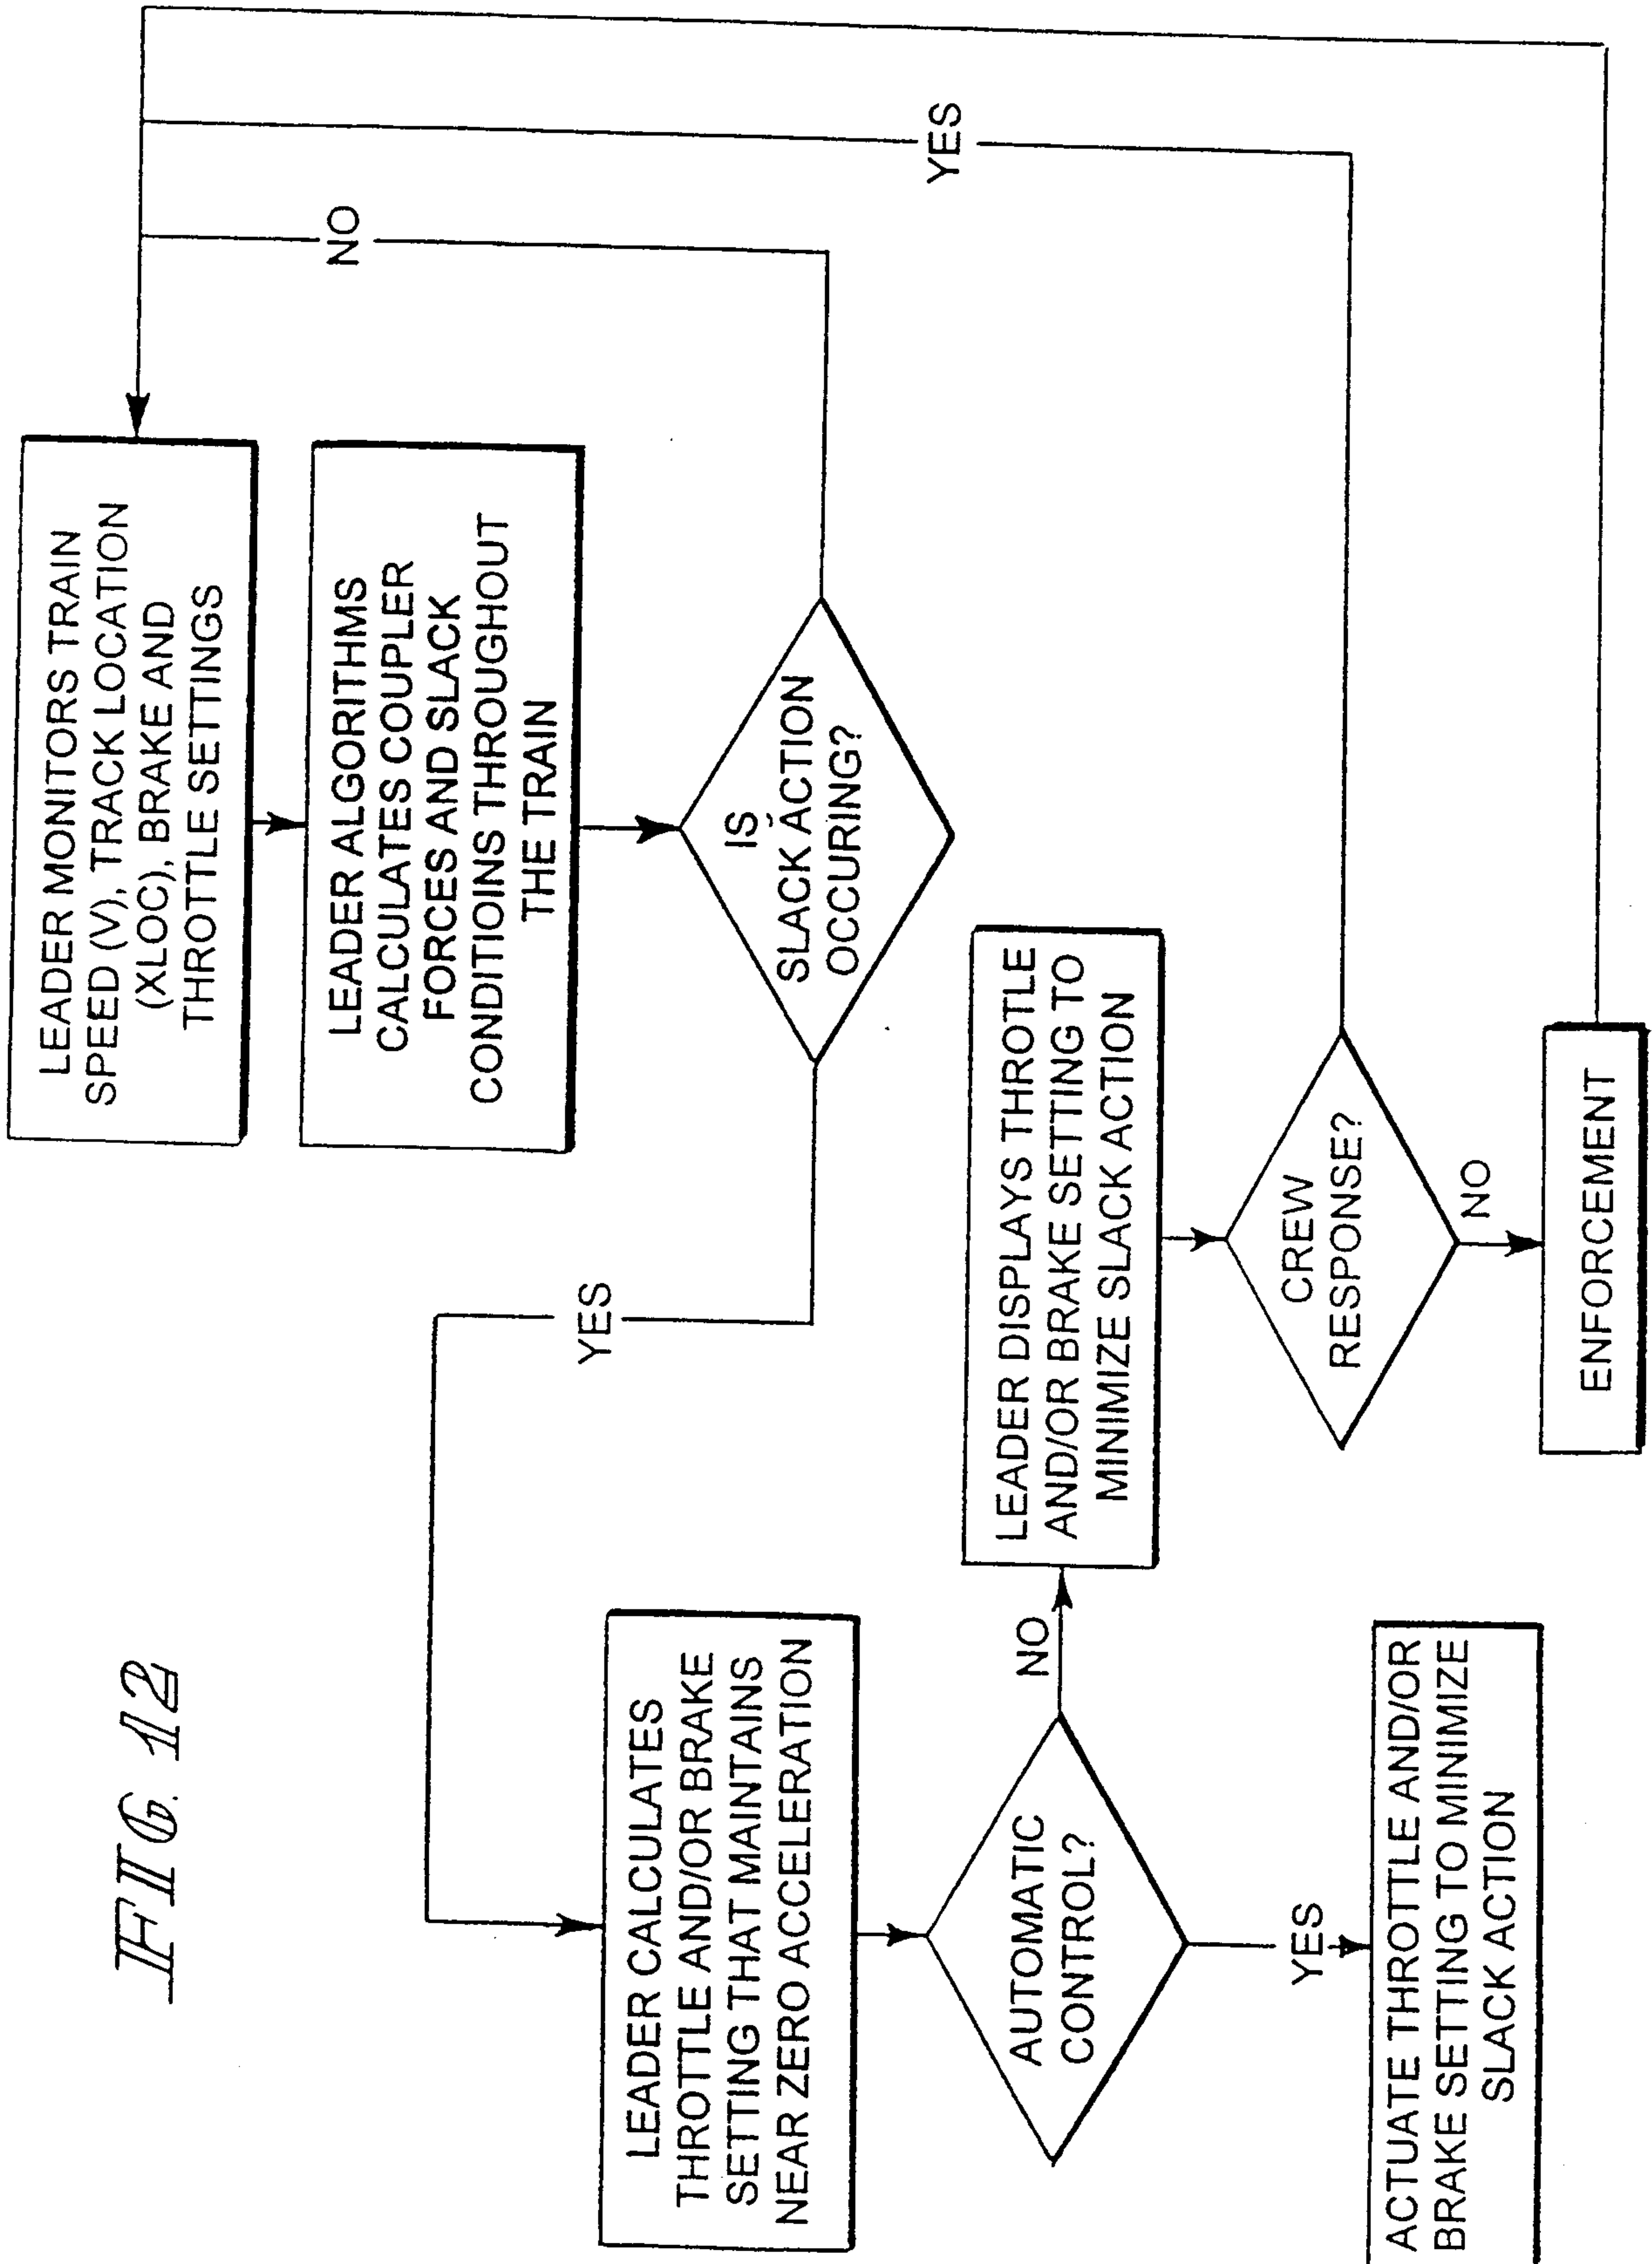 FIG. 12
LEADER MONITORS TRAIN
SPEED (V), TRACK LOCATION
(XLOC), BRAKE AND
THROTTLE SETTINGS
LEADER ALGORITHMS
CALCULATES COUPLER
FORCES AND SLACK
CONDITIOINS THROUGHOUT
THE TRAIN
IS
SLACK ACTION
OCCURING?
NO
YES
LEADER CALCULATES
THROTTLE AND/OR BRAKE
SETTING THAT MAINTAINS
NEAR ZERO ACCELERATION
AUTOMATIC
CONTROL?
NO
YES
ACTUATE THROTTLE AND/OR
BRAKE SETTING TO MINIMIZE
SLACK ACTION
LEADER DISPLAYS THROTLE
AND/OR BRAKE SETTING TO
MINIMIZE SLACK ACTION
CREW
RESPONSE?
YES
NO
ENFORCEMENT